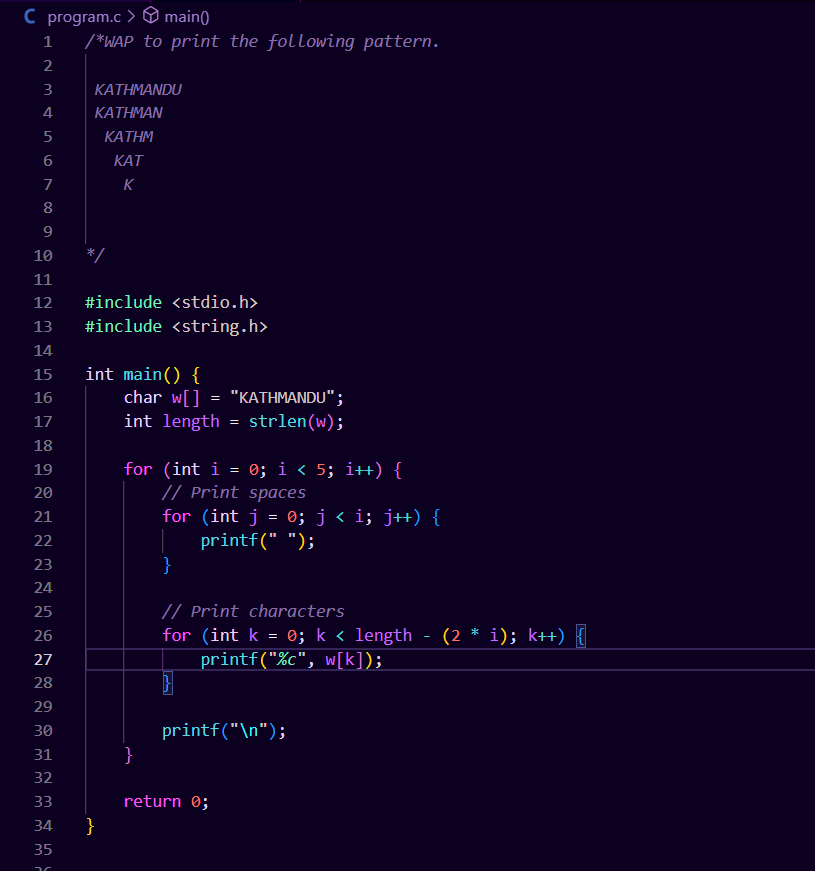 C program.c > main()
1 /*WAP to print the following pattern.
2
3  KATHMANDU
4  KATHMAN
5   KATHM
6    KAT
7     K
8
9
10 */
11
12 #include <stdio.h>
13 #include <string.h>
14
15 int main() {
16     char w[] = "KATHMANDU";
17     int length = strlen(w);
18
19     for (int i = 0; i < 5; i++) {
20         // Print spaces
21         for (int j = 0; j < i; j++) {
22             printf(" ");
23         }
24
25         // Print characters
26         for (int k = 0; k < length - (2 * i); k++) {
27             printf("%c", w[k]);
28         }
29
30         printf("\n");
31     }
32
33     return 0;
34 }
35